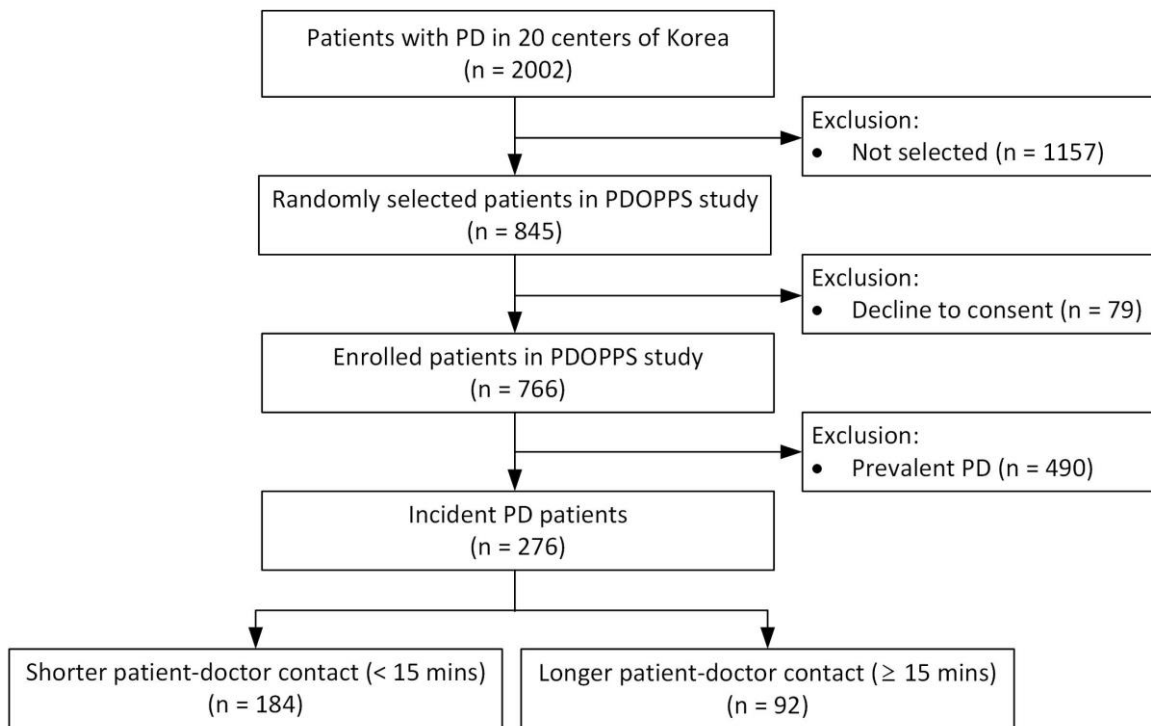 Patients with PD in 20 centers of Korea
(n = 2002)
Exclusion:
• Not selected (n = 1157)
Randomly selected patients in PDOPPS study
(n = 845)
Exclusion:
• Decline to consent (n = 79)
Enrolled patients in PDOPPS study
(n = 766)
Exclusion:
• Prevalent PD (n = 490)
Incident PD patients
(n = 276)
Shorter patient-doctor contact (< 15 mins)
(n = 184)
Longer patient-doctor contact (≥ 15 mins)
(n = 92)